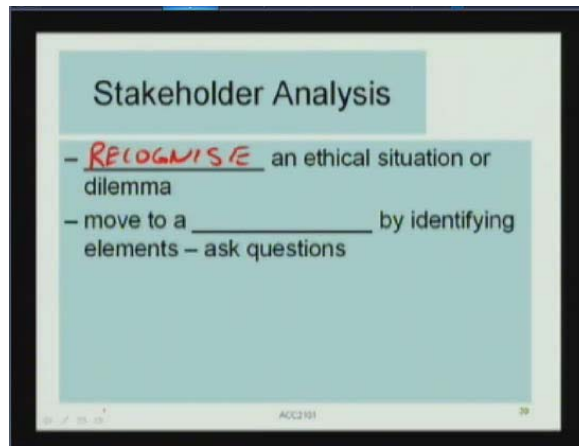 Stakeholder Analysis
– RECOGNISE an ethical situation or
dilemma
– move to a ______________ by identifying
elements – ask questions
ACC2101
39